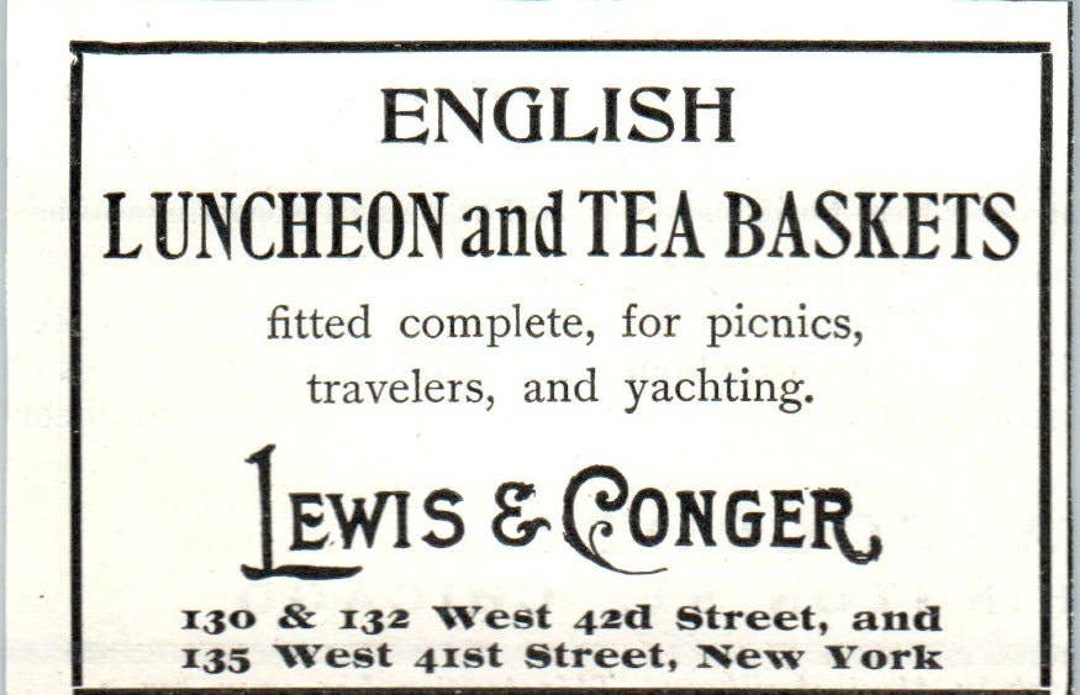 ENGLISH
LUNCHEON and TEA BASKETS
fitted complete, for picnics,
travelers, and yachting.
LEWIS & CONGER
130 & 132 West 42d Street, and
135 West 41st Street, New York